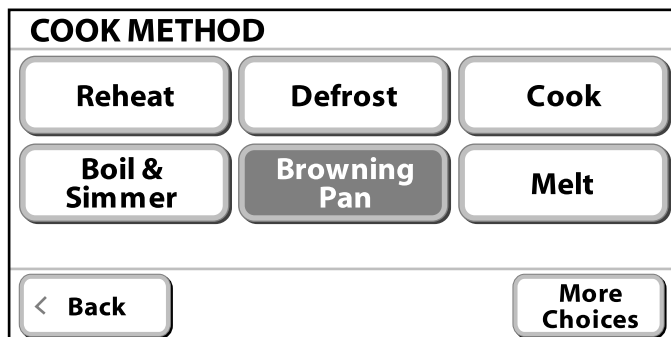 COOK METHOD
Reheat
Defrost
Cook
Boil &
Simmer
Browning
Pan
Melt
< Back
More
Choices